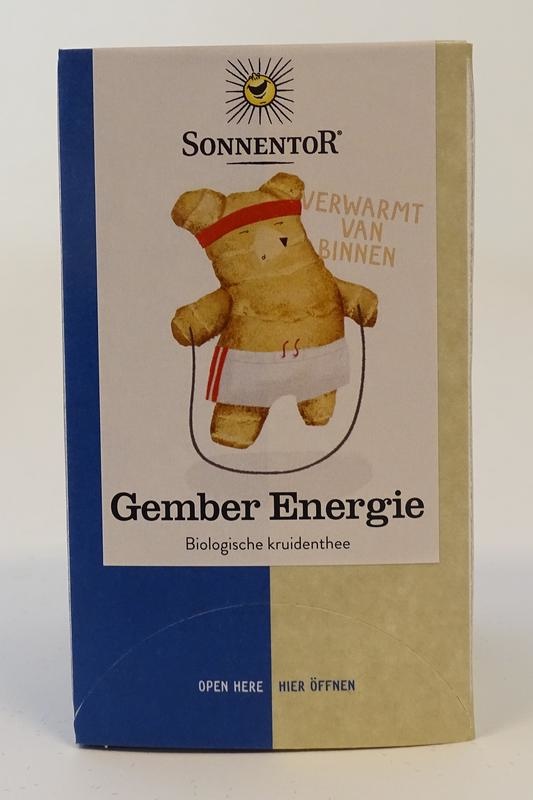 SONNENTOR®
VERWARMT
VAN
BINNEN
Gember Energie
Biologische kruidenthee
OPEN HERE HIER ÖFFNEN